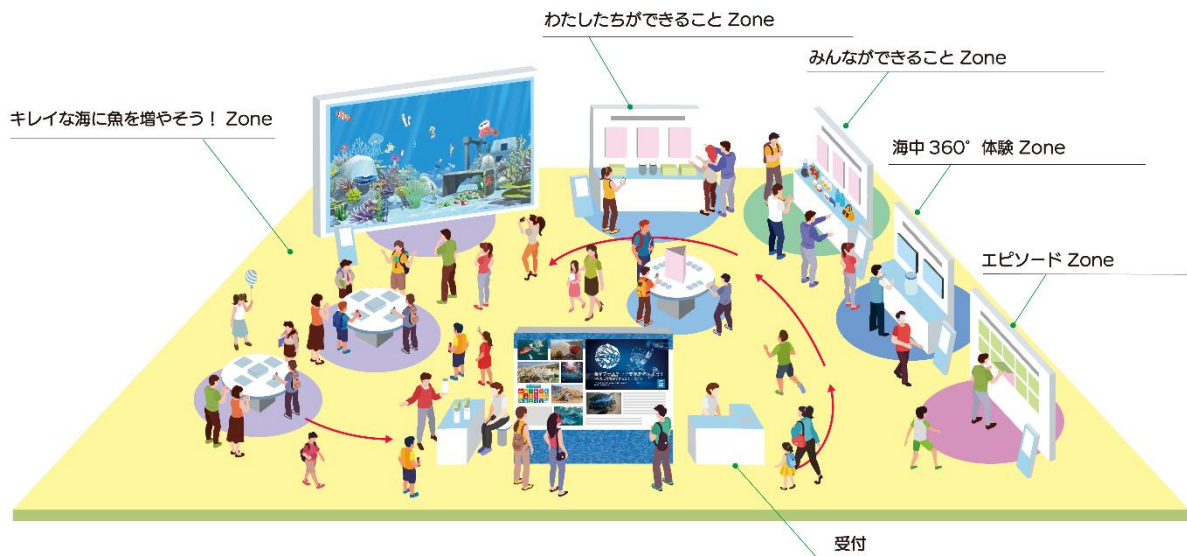 わたしたちができること Zone
みんなができること Zone
キレイな海に魚を増やそう！ Zone
海中 360°体験 Zone
エピソード Zone
受付